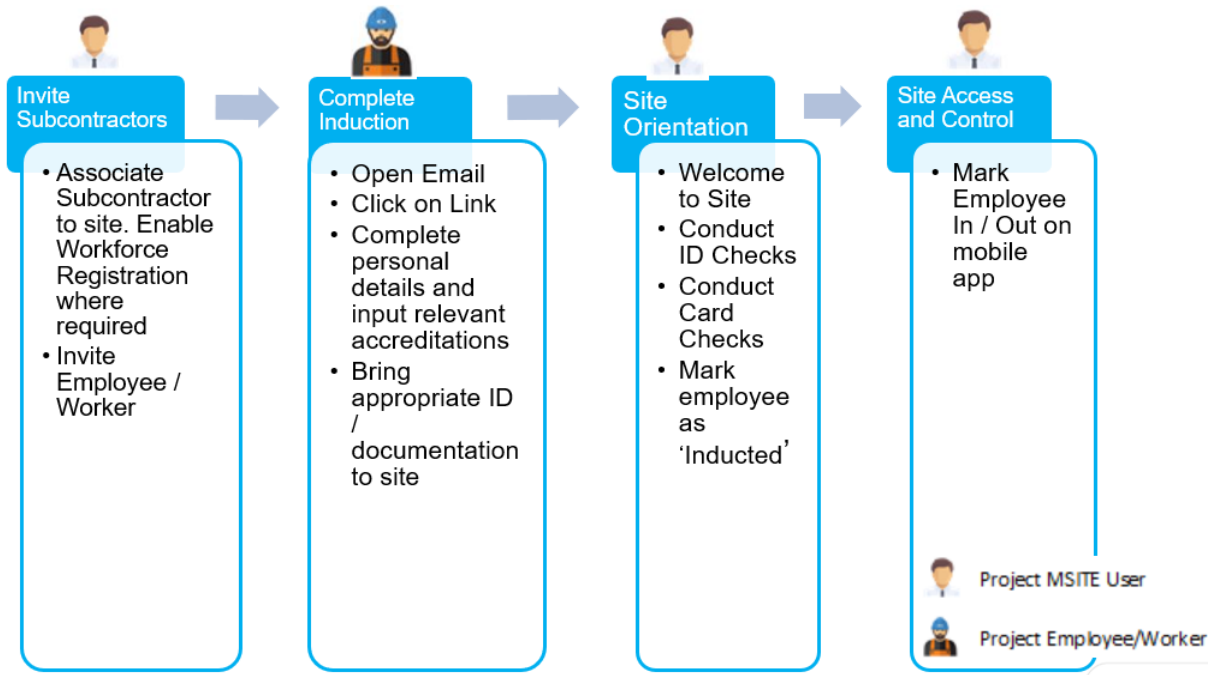 Invite
Subcontractors
• Associate
Subcontractor
to site. Enable
Workforce
Registration
where
required
• Invite
Employee /
Worker
Complete
Induction
• Open Email
• Click on Link
• Complete
personal
details and
input relevant
accreditations
• Bring
appropriate ID
/
documentation
to site
Site
Orientation
• Welcome
to Site
• Conduct
ID Checks
• Conduct
Card
Checks
• Mark
employee
as
‘Inducted’
Site Access
and Control
• Mark
Employee
In / Out on
mobile
app
Project MSITE User
Project Employee/Worker